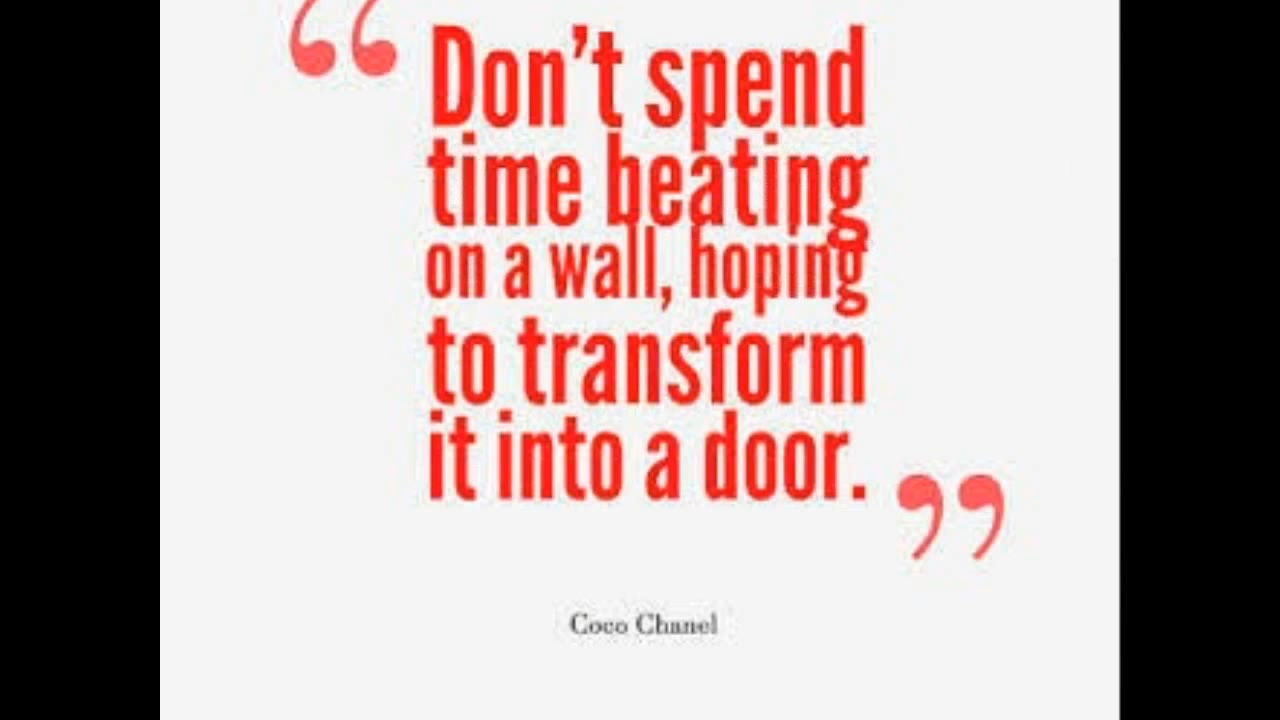 “Don’t spend
time beating
on a wall, hoping
to transform
it into a door.”
Coco Chanel